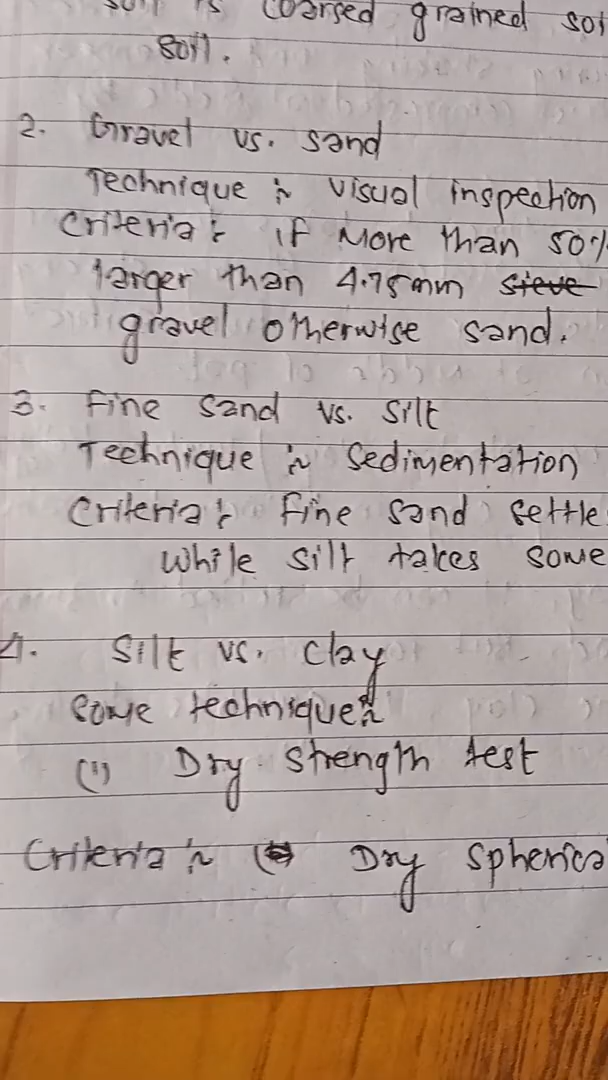 soil is coarsed grained soi
soil.
2. Gravel vs. sand
Technique :- visual inspection
Criteria :- if More than 50%
larger than 4.75mm sieve
gravel otherwise sand.
3. Fine sand vs. silt
Technique :- sedimentation
Criteria :- fine sand settle
while silt takes some
4. Silt vs. clay
some technique :-
(i) Dry strength test
Criteria :- Dry spherica